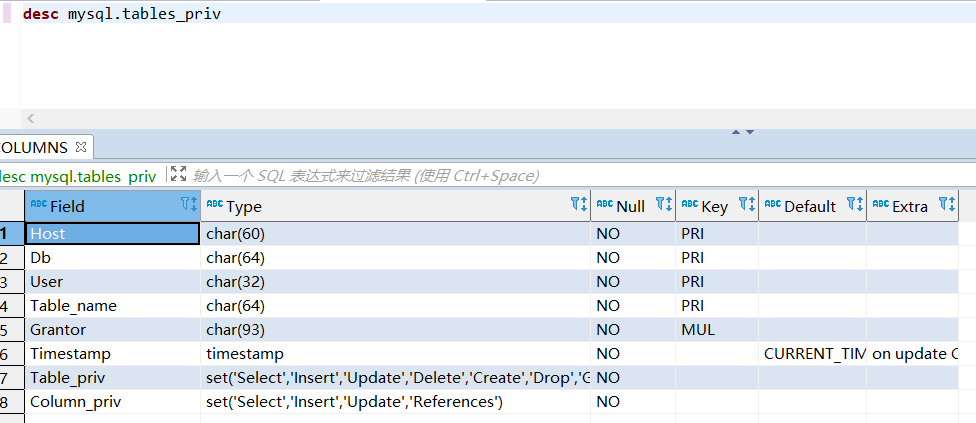 desc mysql.tables_priv
OLUMNS
desc mysql.tables_priv 输入一个 SQL 表达式来过滤结果 (使用 Ctrl+Space)
ABC Field ABC Type ABC Null ABC Key ABC Default ABC Extra
1 Host char(60) NO PRI
2 Db char(64) NO PRI
3 User char(32) NO PRI
4 Table_name char(64) NO PRI
5 Grantor char(93) NO MUL
6 Timestamp timestamp NO CURRENT_TIM on update C
7 Table_priv set('Select','Insert','Update','Delete','Create','Drop','G NO
8 Column_priv set('Select','Insert','Update','References') NO